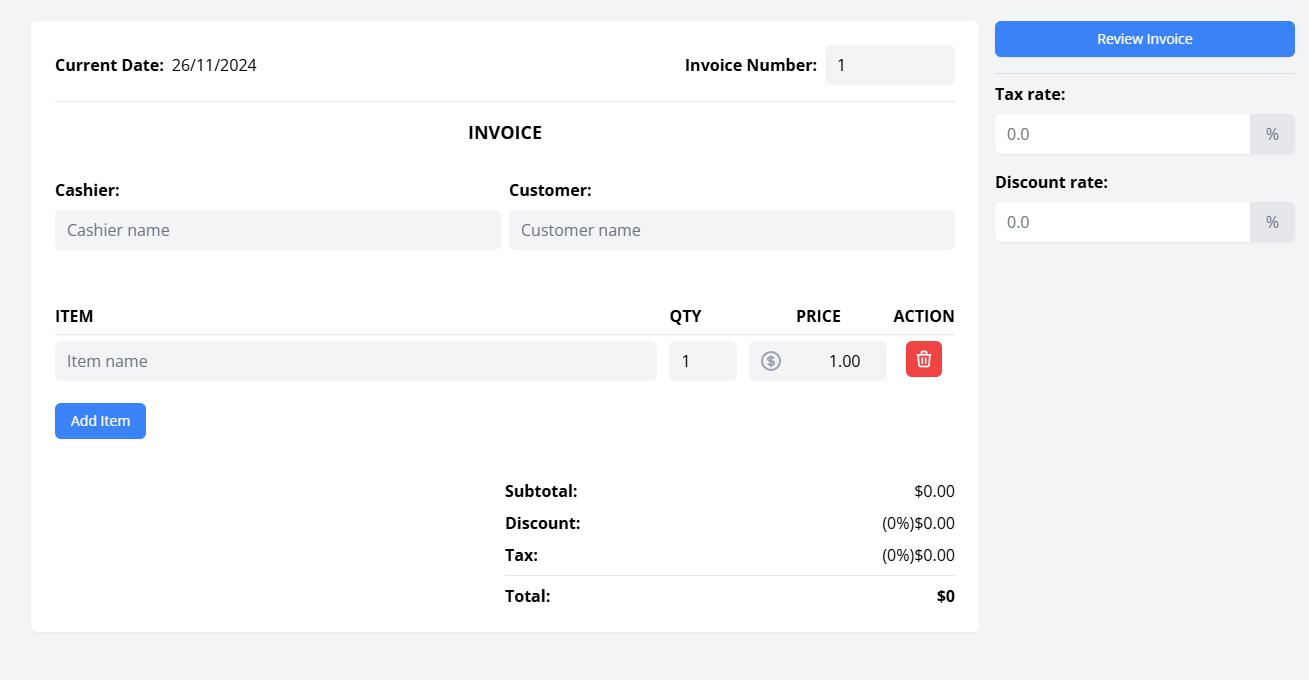 Current Date: 26/11/2024 Invoice Number: 1
INVOICE
Cashier: Customer:
Cashier name Customer name
ITEM QTY PRICE ACTION
Item name 1 $ 1.00
Add Item
Subtotal: $0.00
Discount: (0%)$0.00
Tax: (0%)$0.00
Total: $0
Review Invoice
Tax rate:
0.0 %
Discount rate:
0.0 %